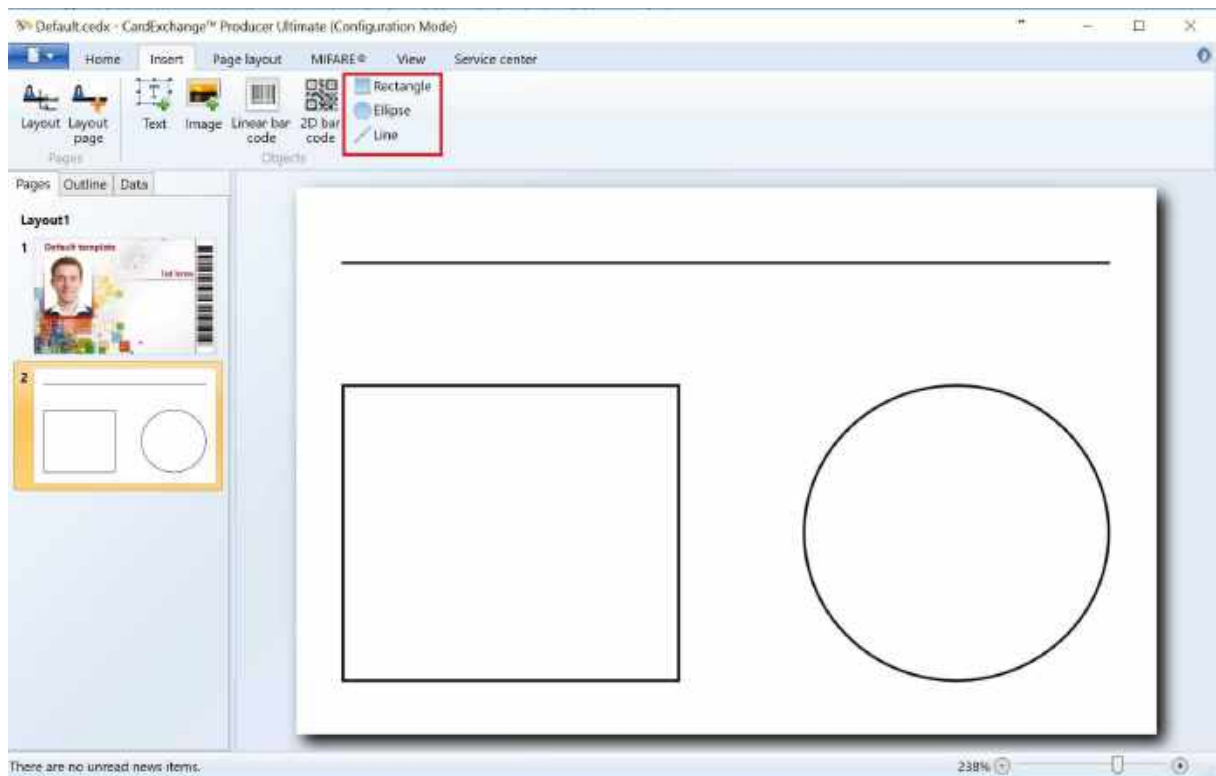 Default.cedx - CardExchange™ Producer Ultimate (Configuration Mode)
Home Insert Page layout MIFARE® View Service center
Layout
Layout page
Text
Image
Linear bar code
2D bar code
Rectangle
Ellipse
Line
Pages
Objects
Pages Outline Data
Layout1
1
Default template
2
There are no unread news items.
238%